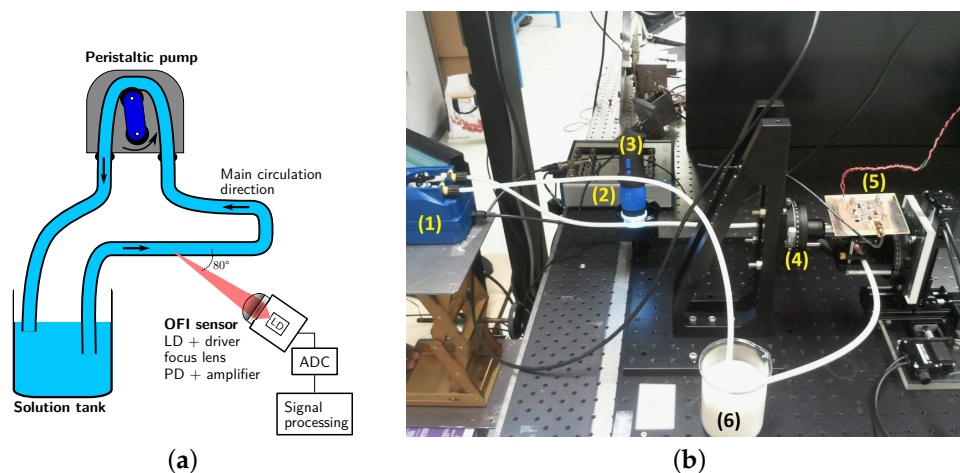 Peristaltic pump
Main circulation
direction
80°
OFI sensor
LD + driver
focus lens
PD + amplifier
LD
ADC
Signal
processing
Solution tank
(a)
(1)
(2)
(3)
(4)
(5)
(6)
(b)